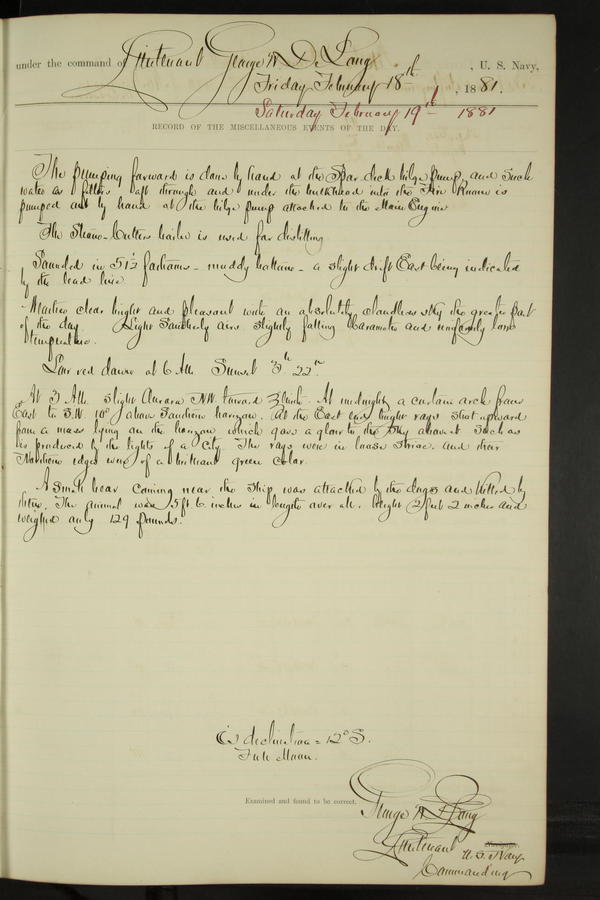 under the command of Lieutenant George W. De Long, U. S. Navy,
Friday February 18th, 1881.
Saturday February 19th 1881
RECORD OF THE MISCELLANEOUS EVENTS OF THE DAY.
The pumping forward is done by hand at the Spar deck bilge pump, and such
water as filters aft through and under the bulkhead into the Fire Room is
pumped out by hand at the bilge pump attached to the Main Engine
The Steam-Cutters boiler is used for distilling
Sounded in 51½ fathoms - muddy bottom - a slight drift East being indicated
by the lead line.
Weather clear bright and pleasant with an absolutely cloudless sky the greater part
of the day Light Southerly airs slightly falling barometer and uniformly low
temperature.
red dawn at 6 AM. Sunset 3h 22m.
At 3 AM. slight Aurora NW. toward Zenith. At midnight a curtain arch from
East to S.W. 10° above Southern horizon. At the East end bright rays shot upward
from a mass lying on the horizon which gave a glow to the sky above it such as
is produced by the lights of a City. The rays were in loose striae and their
Northern edges were of a brilliant green color.
A small bear coming near the ship was attacked by the dogs and killed by
them. The animal was 5 ft. 6 inches in length over all. Height 2 feet 2 inches and
weighed only 129 pounds.
declination = 12° S.
Full Moon.
Examined and found to be correct.
George W. De Long
Lieutenant
U. S. Navy
Commanding